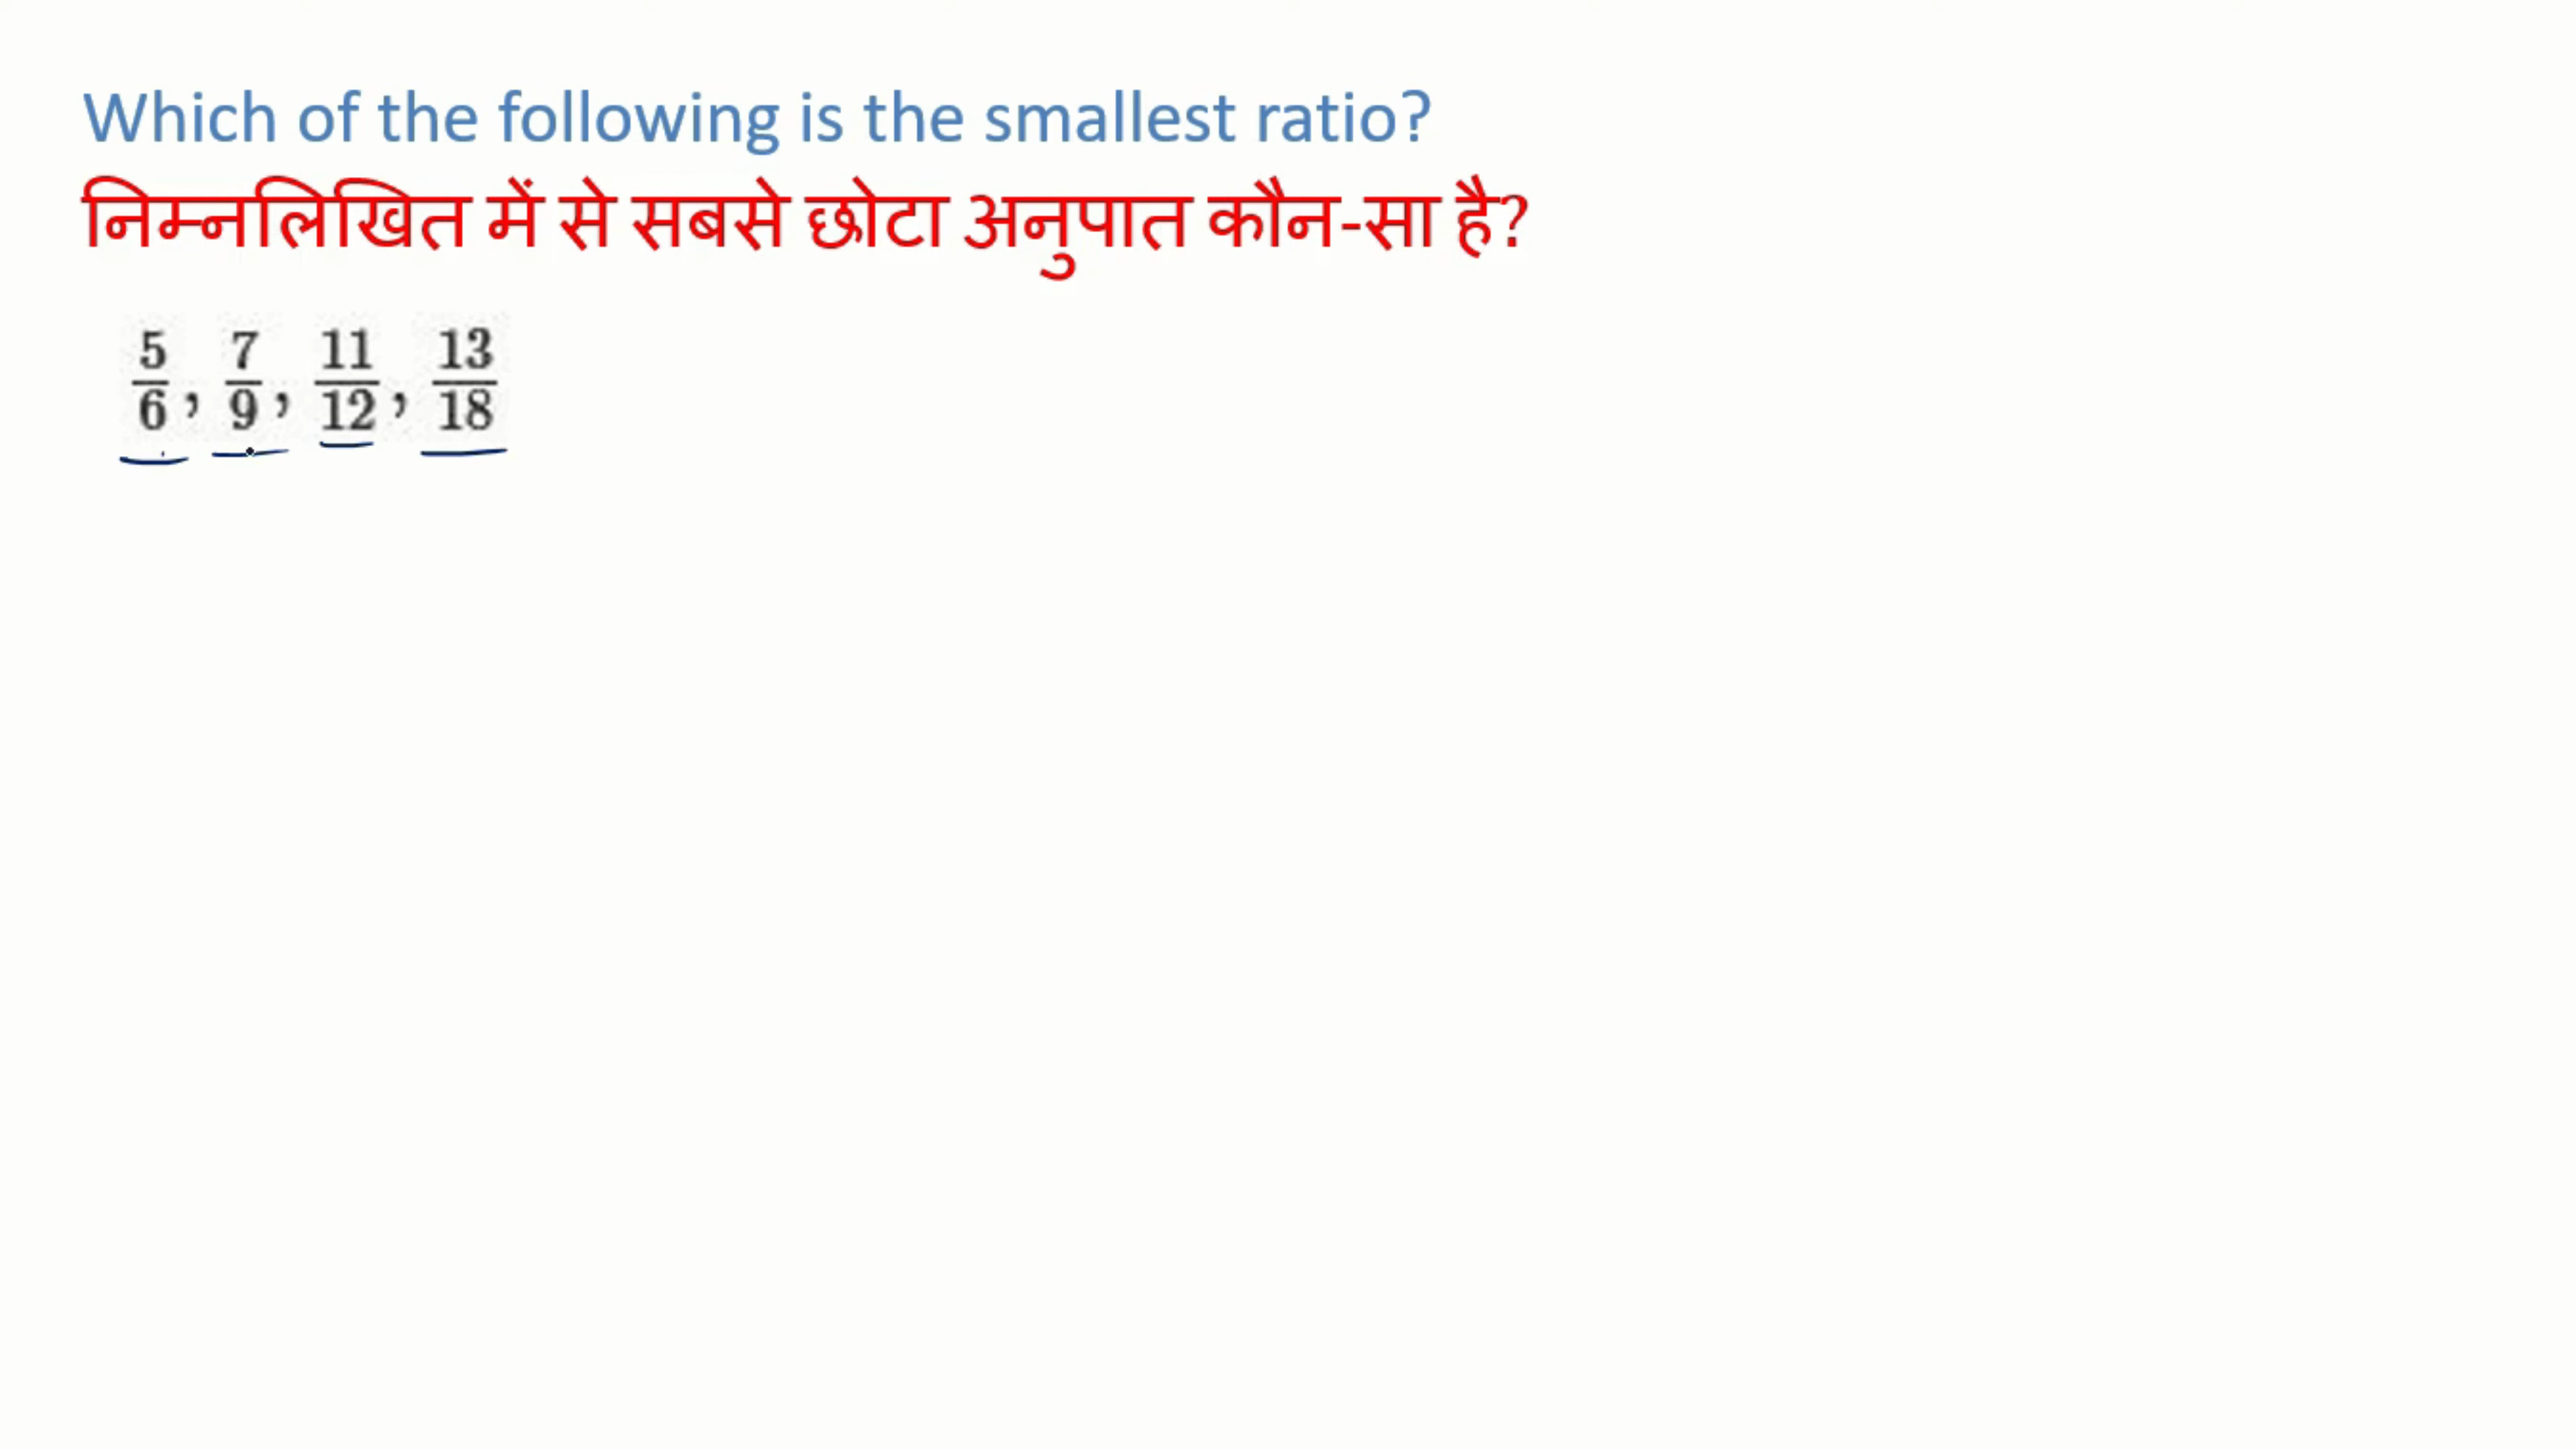 Which of the following is the smallest ratio?
निम्नलिखित में से सबसे छोटा अनुपात कौन-सा है?
5/6, 7/9, 11/12, 13/18